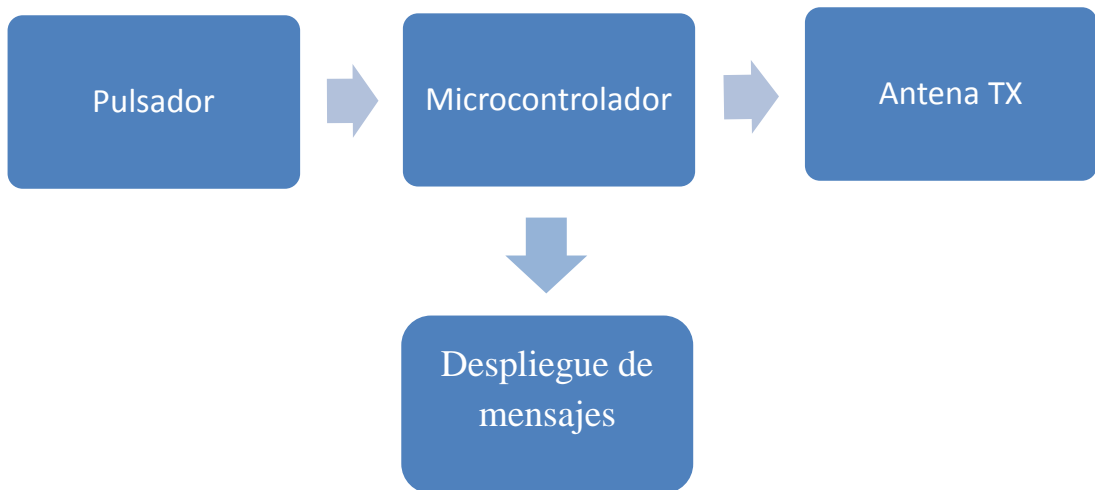 Pulsador
Microcontrolador
Antena TX
Despliegue de
mensajes